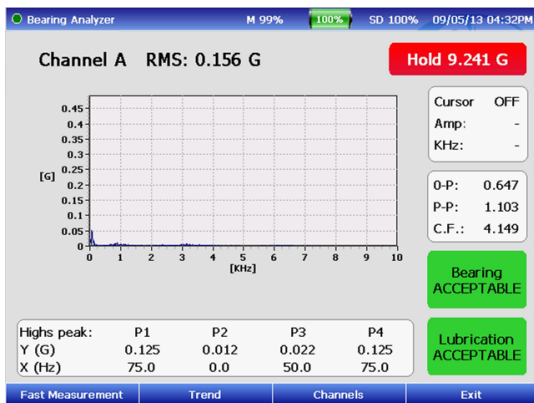 Bearing Analyzer M 99% 100% SD 100% 09/05/13 04:32PM
Channel A RMS: 0.156 G
Hold 9.241 G
0.45
0.4
0.35
0.3
0.25
[G]
0.2
0.15
0.1
0.05
0
0 1 2 3 4 5 6 7 8 9 10
[KHz]
Cursor OFF
Amp: -
KHz: -
0-P: 0.647
P-P: 1.103
C.F.: 4.149
Bearing
ACCEPTABLE
Lubrication
ACCEPTABLE
Highs peak: P1 P2 P3 P4
Y (G) 0.125 0.012 0.022 0.125
X (Hz) 75.0 0.0 50.0 75.0
Fast Measurement Trend Channels Exit